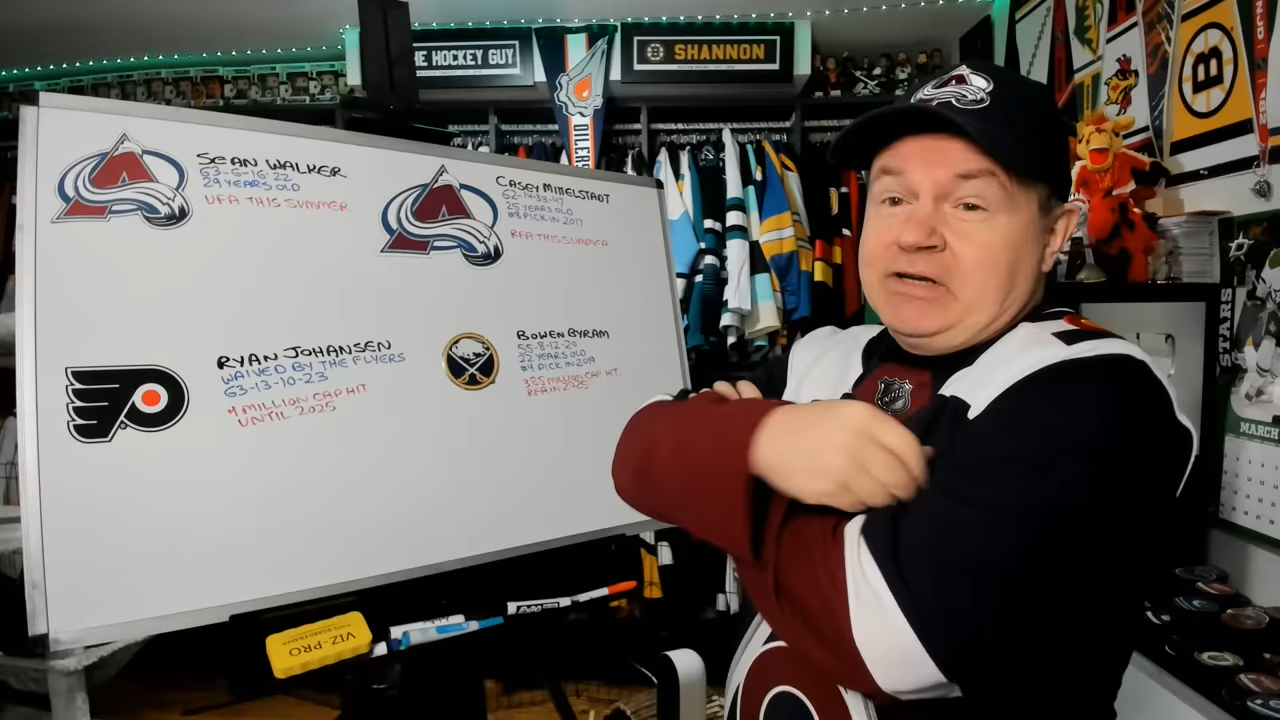 THE HOCKEY GUY
SHANNON
OILERS
SEAN WALKER
63-6-16-22
29 YEARS OLD
UFA THIS SUMMER
CASEY MITTELSTADT
62-14-33-47
25 YEARS OLD
#8 PICK IN 2017
RFA THIS SUMMER
RYAN JOHANSEN
WAIVED BY THE FLYERS
63-13-10-23
4 MILLION CAP HIT
UNTIL 2025
BOWEN BYRAM
55-8-12-20
22 YEARS OLD
#4 PICK IN 2019
3.85 MILLION CAP HIT
RFA IN 2025
VIZ-PRO
NHL
STARS
MARCH